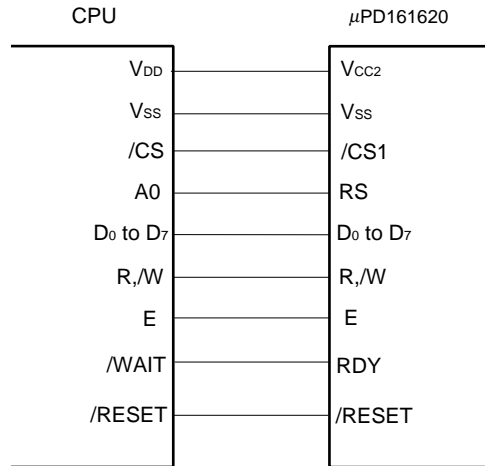 CPU μPD161620
VDD VCC2
VSS VSS
/CS /CS1
A0 RS
D0 to D7 D0 to D7
R,/W R,/W
E E
/WAIT RDY
/RESET /RESET